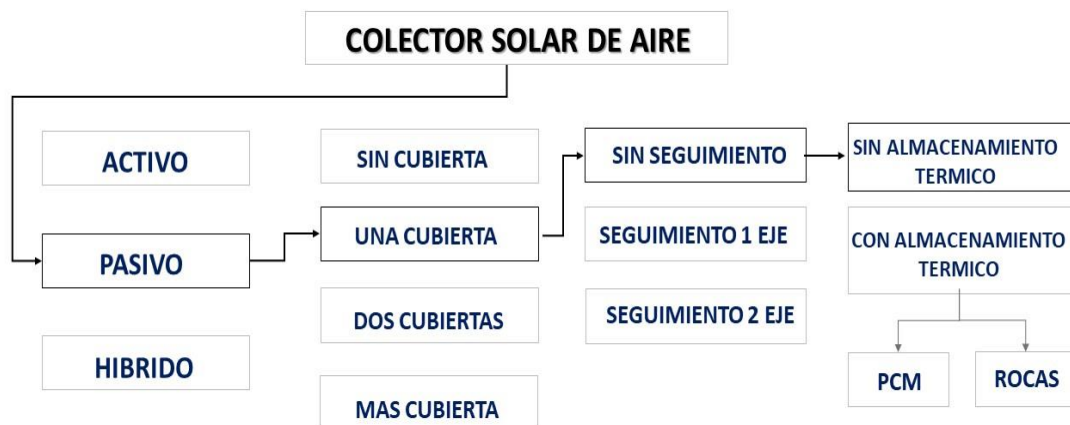 COLECTOR SOLAR DE AIRE
ACTIVO
PASIVO
HIBRIDO
SIN CUBIERTA
UNA CUBIERTA
DOS CUBIERTAS
MAS CUBIERTA
SIN SEGUIMIENTO
SEGUIMIENTO 1 EJE
SEGUIMIENTO 2 EJE
SIN ALMACENAMIENTO
TERMICO
CON ALMACENAMIENTO
TERMICO
PCM
ROCAS